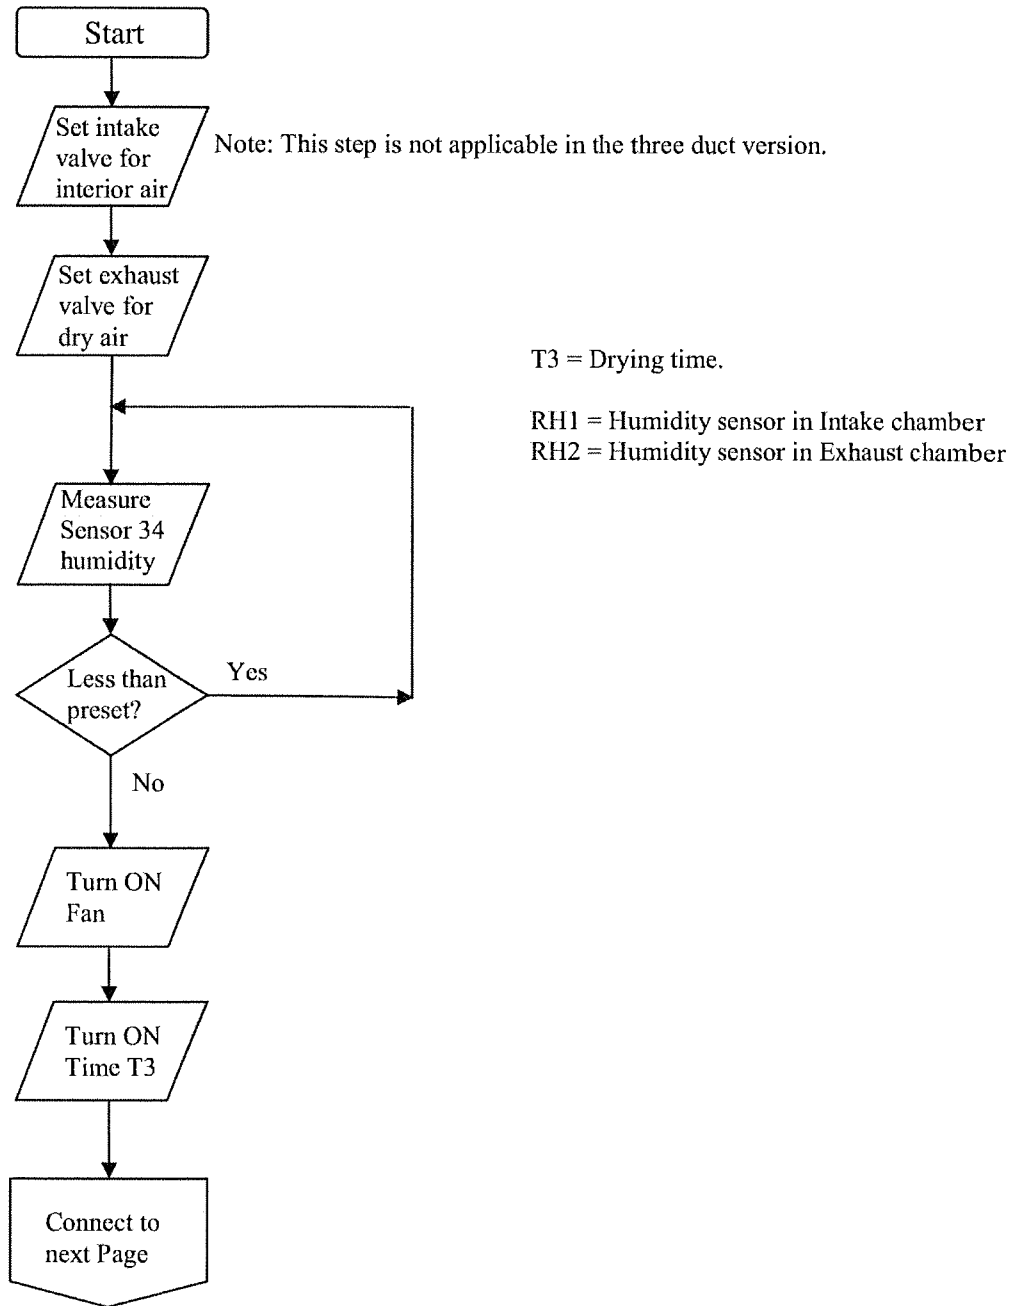 Start
Set intake
valve for
interior air
Note: This step is not applicable in the three duct version.
Set exhaust
valve for
dry air
T3 = Drying time.
RH1 = Humidity sensor in Intake chamber
RH2 = Humidity sensor in Exhaust chamber
Measure
Sensor 34
humidity
Less than
preset?
Yes
No
Turn ON
Fan
Turn ON
Time T3
Connect to
next Page